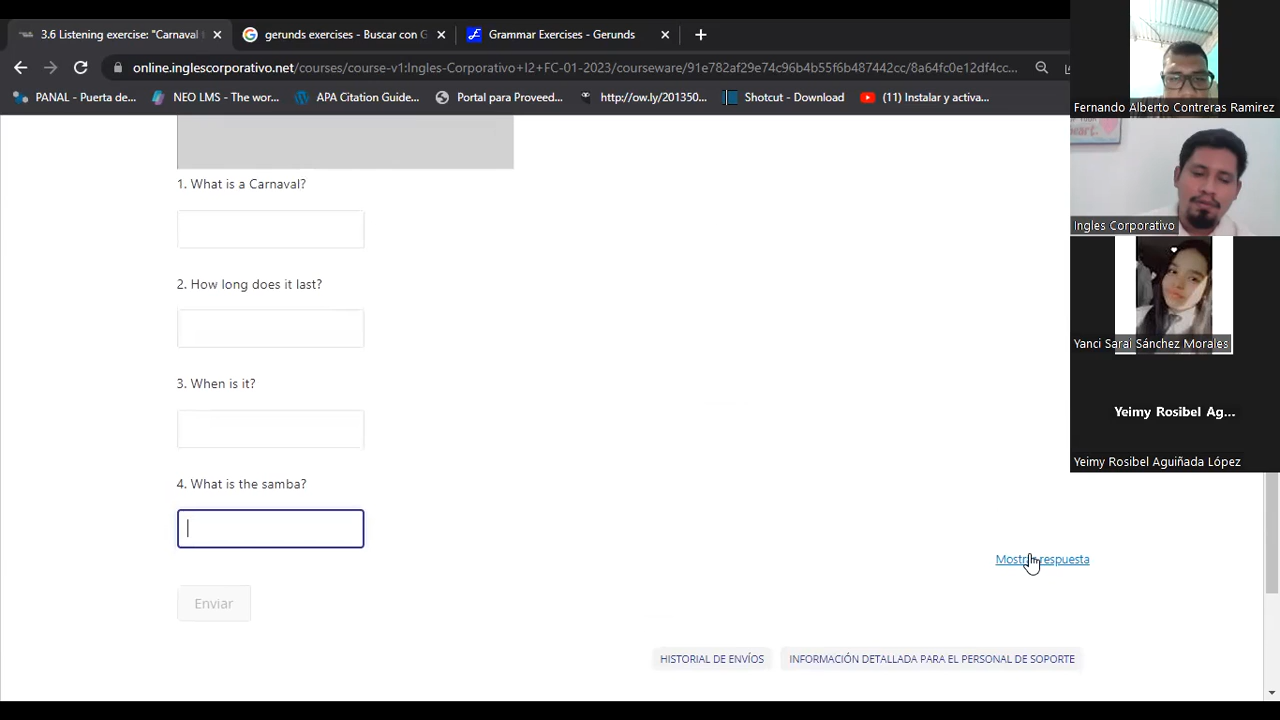 3.6 Listening exercise: "Carnaval
gerunds exercises - Buscar con G
Grammar Exercises - Gerunds
online.inglescorporativo.net/courses/course-v1:Ingles-Corporativo+I2+FC-01-2023/courseware/91e782af29e74c96b4b55f6b487442cc/8a64fc0e12df4cc...
PANAL - Puerta de...
NEO LMS - The wor...
APA Citation Guide...
Portal para Proveed...
http://ow.ly/201350...
Shotcut - Download
(11) Instalar y activa...
1. What is a Carnaval?
2. How long does it last?
3. When is it?
4. What is the samba?
Mostrar respuesta
Enviar
HISTORIAL DE ENVÍOS
INFORMACIÓN DETALLADA PARA EL PERSONAL DE SOPORTE
Fernando Alberto Contreras Ramirez
heart.
Ingles Corporativo
Yanci Sarai Sánchez Morales
Yeimy Rosibel Ag...
Yeimy Rosibel Aguiñada López